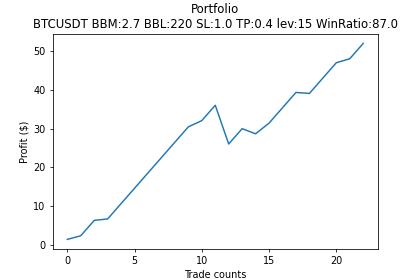 Portfolio
BTCUSDT BBM:2.7 BBL:220 SL:1.0 TP:0.4 lev:15 WinRatio:87.0
50
40
30
20
10
0
Profit ($)
0 5 10 15 20
Trade counts